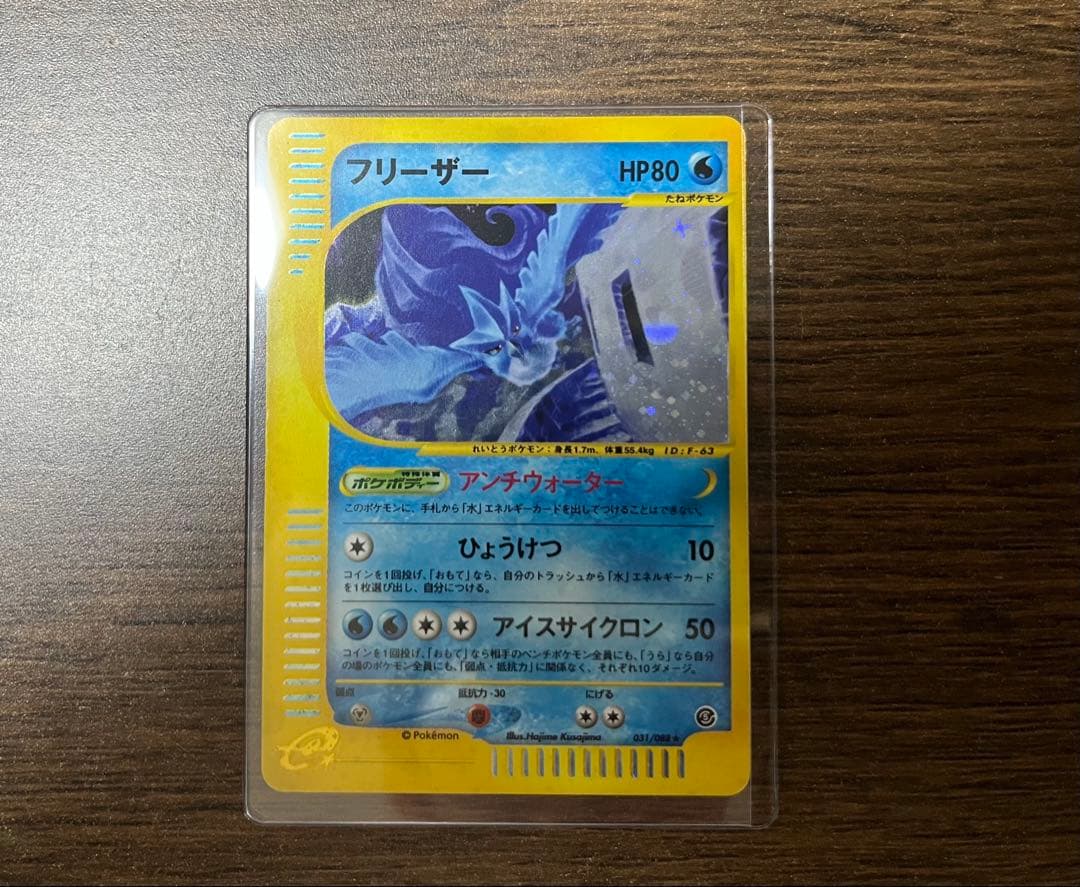 フリーザー HP80
たねポケモン
れいとうポケモン：身長1.7m、体重55.4kg ID：F-63
特殊体質
ポケボディー アンチウォーター
このポケモンに、手札から「水」エネルギーカードを出してつけることはできない。
ひょうけつ 10
コインを1回投げ、「おもて」なら、自分のトラッシュから「水」エネルギーカード
を1枚選び出し、自分につける。
アイスサイクロン 50
コインを1回投げ、「おもて」なら相手のベンチポケモン全員にも、「うら」なら自分
の場のポケモン全員にも、「弱点・抵抗力」に関係なく、それぞれ10ダメージ。
弱点 抵抗力 -30 にげる
©Pokémon Illus.Hajime Kusajima 031/088★